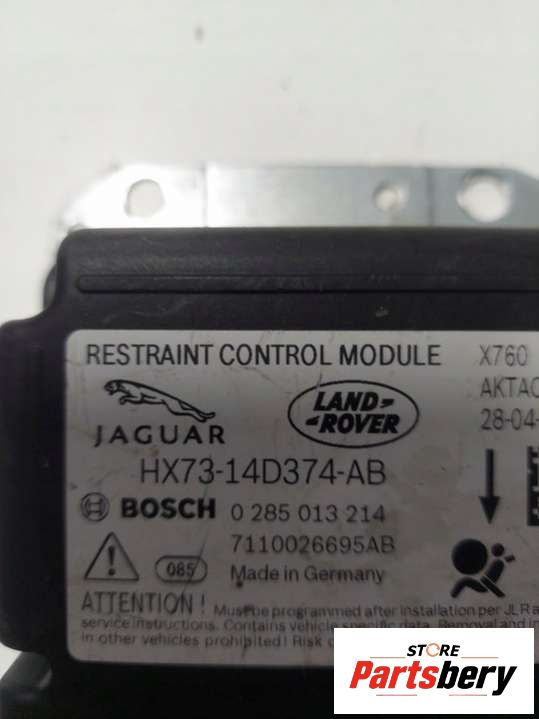 RESTRAINT CONTROL MODULE X760
JAGUAR LAND ROVER AKTAO
28-04-
HX73-14D374-AB
BOSCH 0 285 013 214
7110026695AB
085 Made in Germany
ATTENTION! Must be programmed after installation per JLR a
service instructions. Contains vehicle specific data. Removal and in
in other vehicles prohibited! Risk
STORE
Partsbery